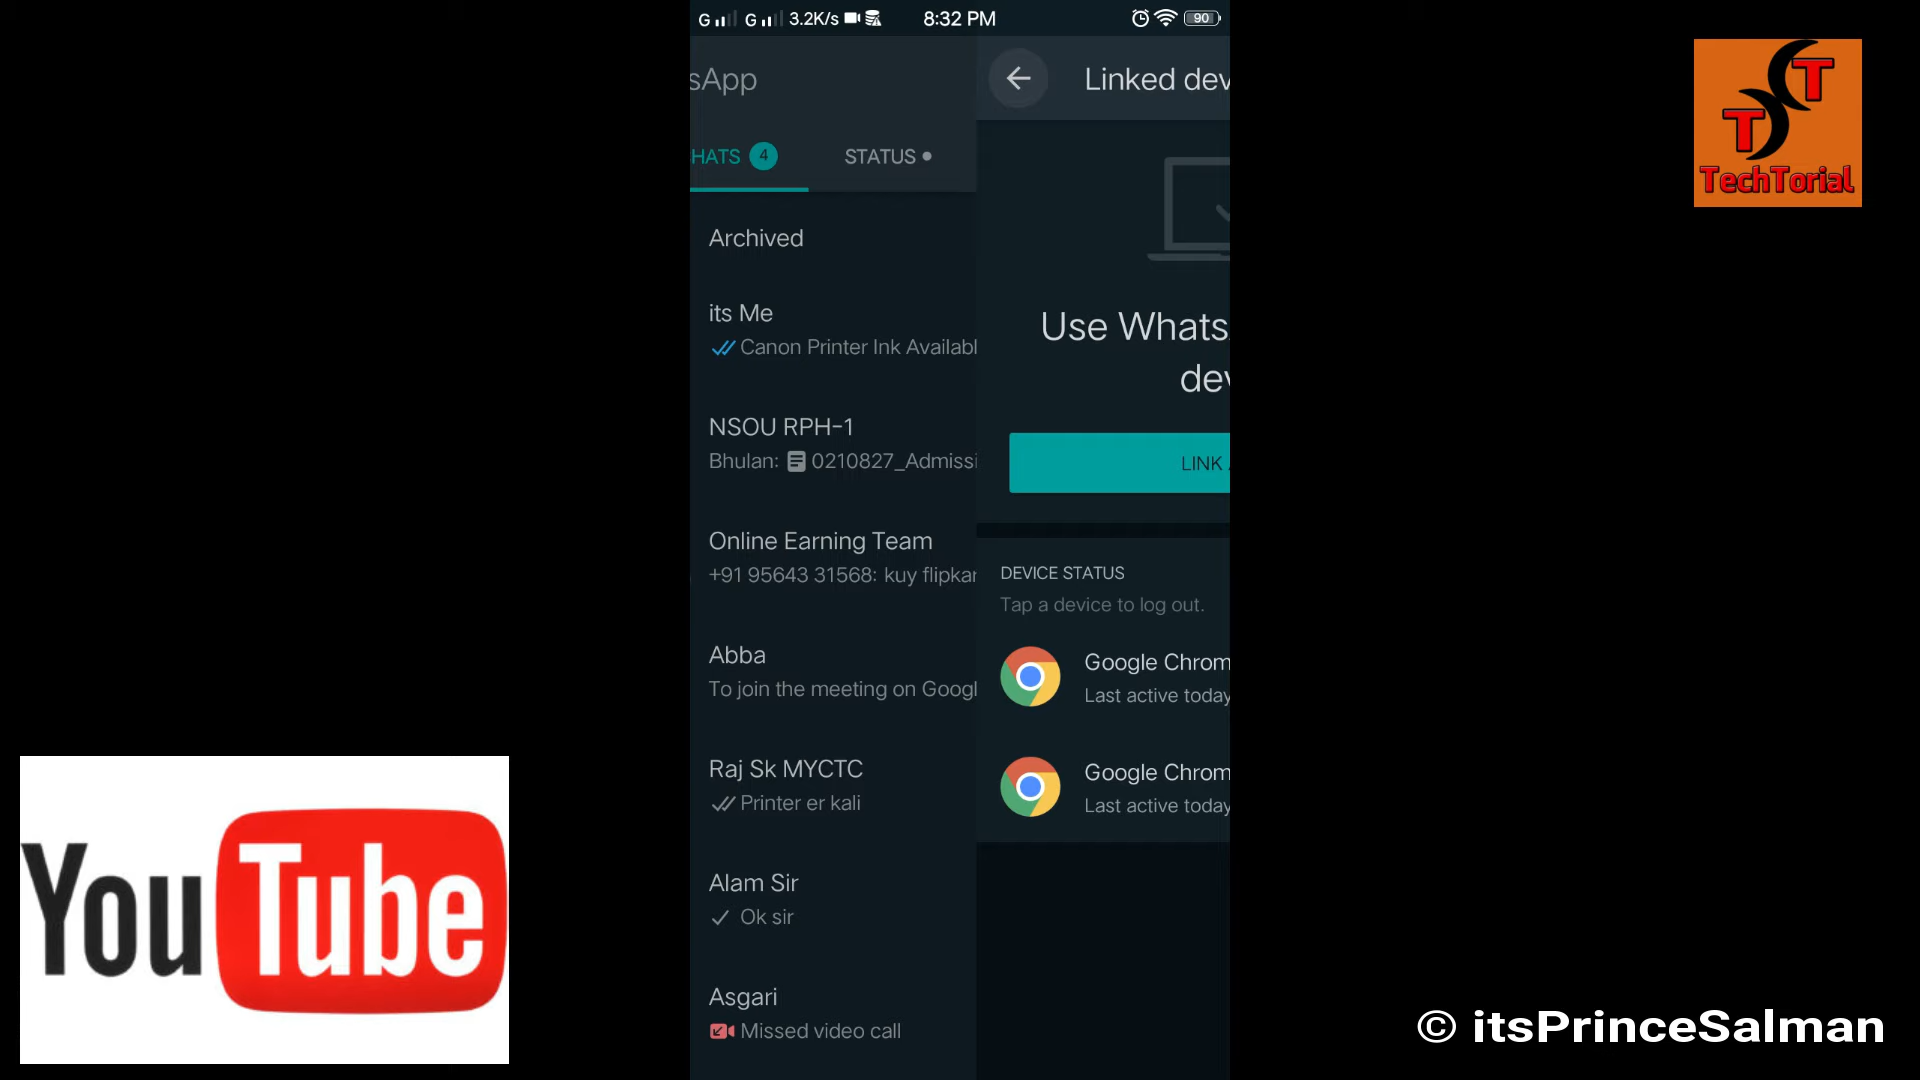 G G 3.2K/s 8:32 PM 90
sApp
HATS 4 STATUS
Archived
its Me
Canon Printer Ink Availabl
NSOU RPH-1
Bhulan: 0210827_Admissi
Online Earning Team
+91 95643 31568: kuy flipkar
Abba
To join the meeting on Googl
Raj Sk MYCTC
Printer er kali
Alam Sir
Ok sir
Asgari
Missed video call
Linked dev
Use Whats
dev
LINK
DEVICE STATUS
Tap a device to log out.
Google Chrom
Last active today
Google Chrom
Last active today
T
T
TechTorial
YouTube
© itsPrinceSalman